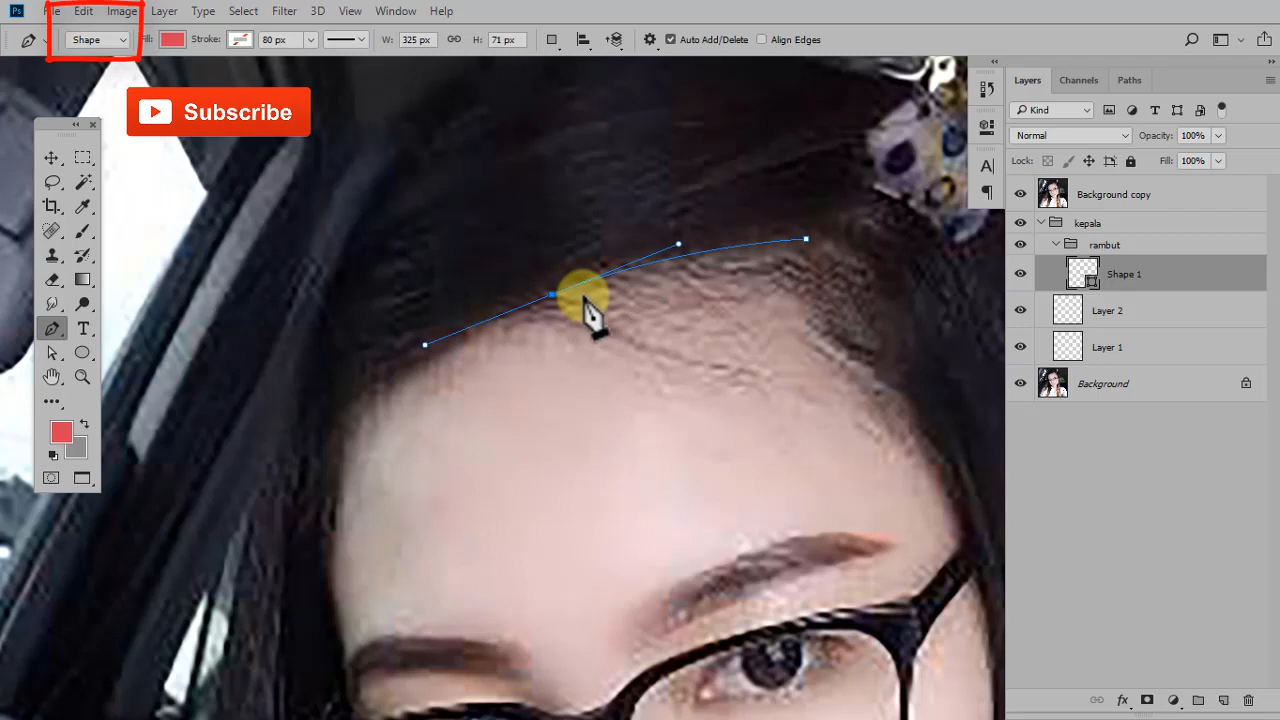 Ps File Edit Image Layer Type Select Filter 3D View Window Help
Shape Fill: Stroke: 80 px W: 325 px H: 71 px Auto Add/Delete Align Edges
Subscribe
Layers Channels Paths
Kind T
Normal Opacity: 100%
Lock: Fill: 100%
A
Background copy
kepala
rambut
Shape 1
Layer 2
Layer 1
Background
T
fx